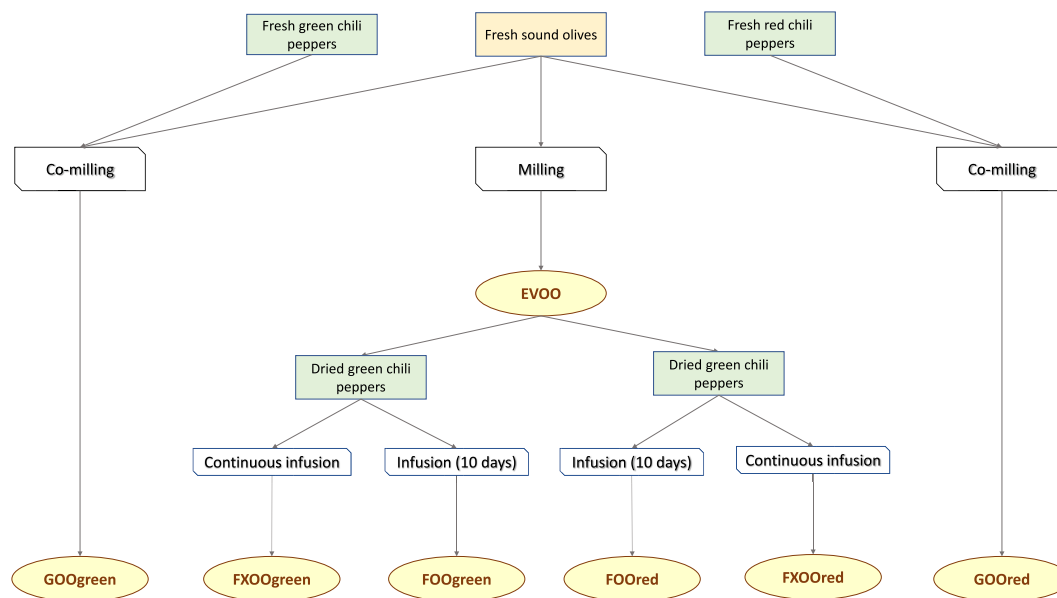 Fresh green chili
peppers
Fresh sound olives
Fresh red chili
peppers
Co-milling
Milling
Co-milling
EVOO
Dried green chili
peppers
Dried green chili
peppers
Continuous infusion
Infusion (10 days)
Infusion (10 days)
Continuous infusion
GOOgreen
FXOOgreen
FOOgreen
FOOred
FXOOred
GOOred